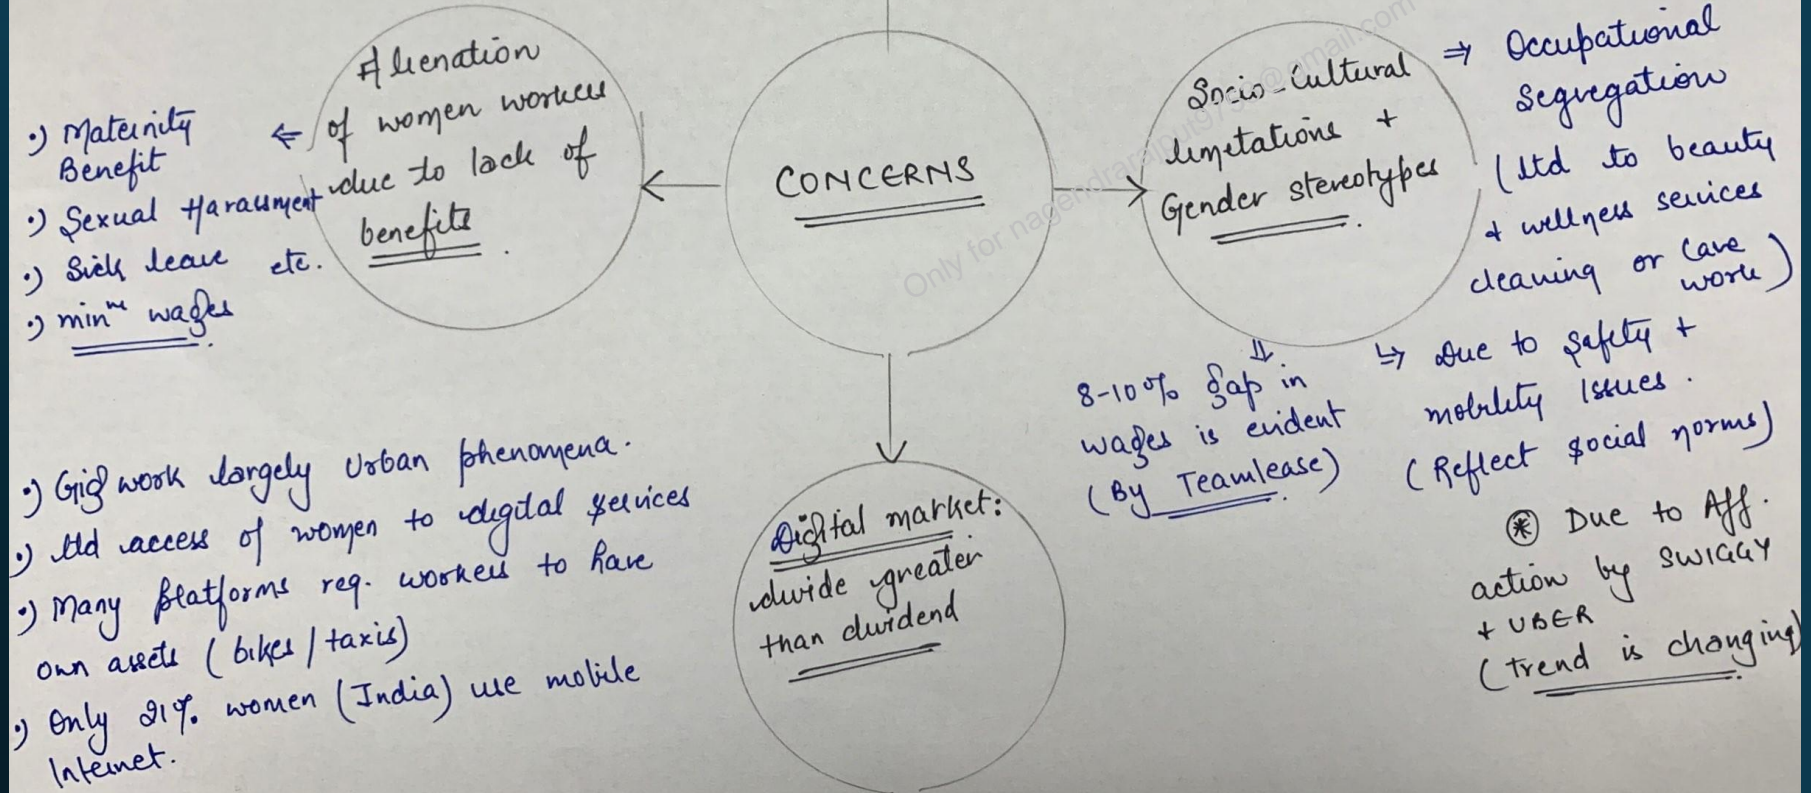 CONCERNS
Alienation
of women workers
due to lack of
benefits.
⇐
•) Maternity
Benefit
•) Sexual Harassment
•) Sick leave etc.
•) minm wages.
Socio-Cultural
limitations +
Gender stereotypes.
⇒ Occupational
Segregation
(ltd to beauty
+ wellness services
cleaning or Care
work)
↳ Due to safety +
mobility Issues.
(Reflect social norms)
⇓
8-10% gap in
wages is evident
(By Teamlease).
⊛ Due to Aff.
action by SWIGGY
+ UBER
(trend is changing).
Digital market:
divide greater
than dividend
•) Gig work largely Urban phenomena.
•) ltd access of women to digital services
•) Many platforms req. workers to have
own assets (bikes/taxis)
•) Only 21% women (India) use mobile
Internet.
Only for nagendrarajput9753@gmail.com